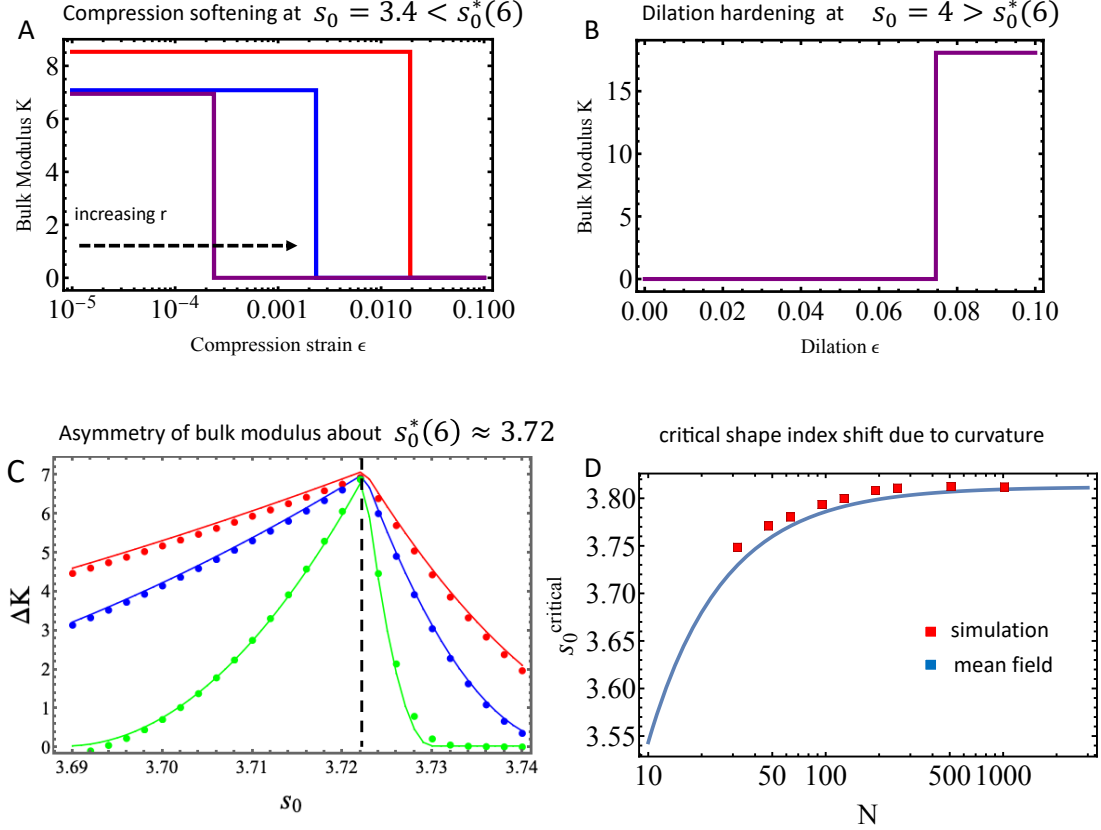 Compression softening at s₀ = 3.4 < s₀*(6)
A
Bulk Modulus K
8
6
4
2
0
increasing r
10⁻⁵ 10⁻⁴ 0.001 0.010 0.100
Compression strain ϵ
Dilation hardening at s₀ = 4 > s₀*(6)
B
Bulk Modulus K
15
10
5
0
0.00 0.02 0.04 0.06 0.08 0.10
Dilation ϵ
Asymmetry of bulk modulus about s₀*(6) ≈ 3.72
C
ΔK
7
6
5
4
3
2
1
0
3.69 3.70 3.71 3.72 3.73 3.74
s₀
critical shape index shift due to curvature
D
s₀^critical
3.80
3.75
3.70
3.65
3.60
3.55
simulation
mean field
10 50 100 500 1000
N